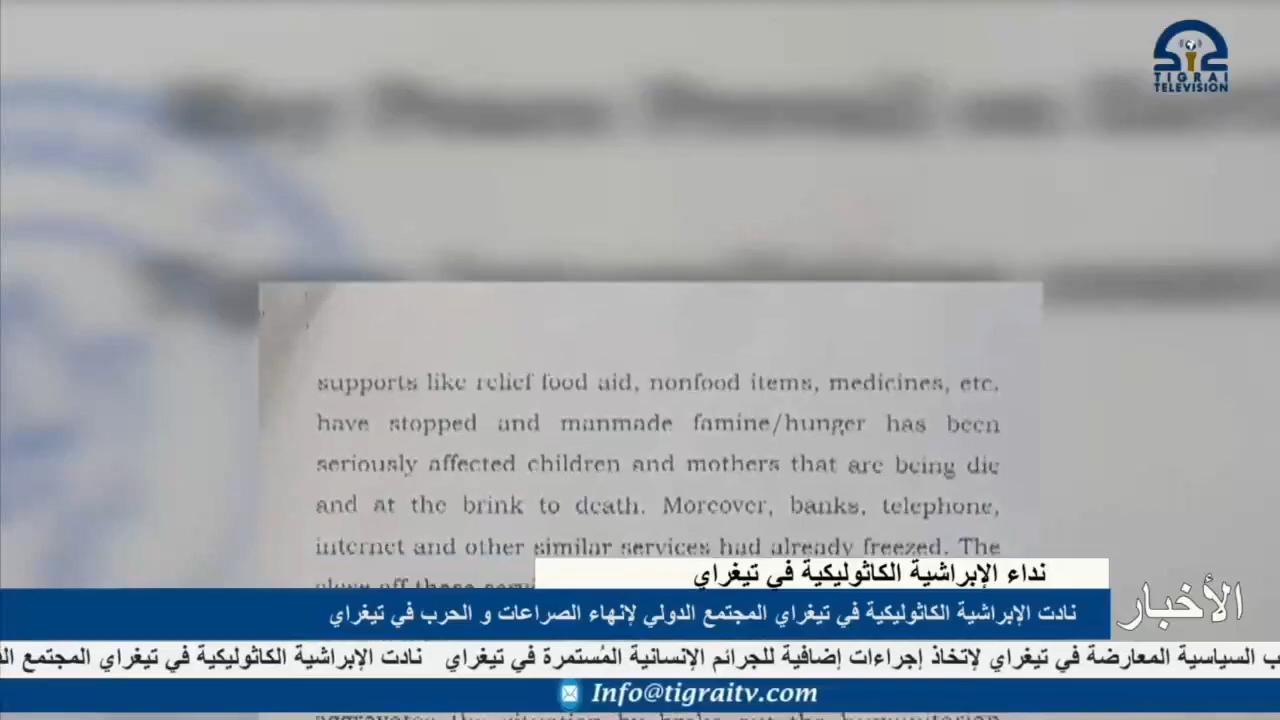 TIGRAI
TELEVISION
supports like relief food aid, nonfood items, medicines, etc.
have stopped and manmade famine/hunger has been
seriously affected children and mothers that are being die
and at the brink to death. Moreover, banks, telephone,
internet and other similar services had already freezed. The
نداء الإبراشية الكاثوليكية في تيغراي
نادت الإبراشية الكاثوليكية في تيغراي المجتمع الدولي لإنهاء الصراعات و الحرب في تيغراي
الأخبار
ب السياسية المعارضة في تيغراي لإتخاذ إجراءات إضافية للجرائم الإنسانية المُستمرة في تيغراي نادت الإبراشية الكاثوليكية في تيغراي المجتمع
Info@tigraitv.com